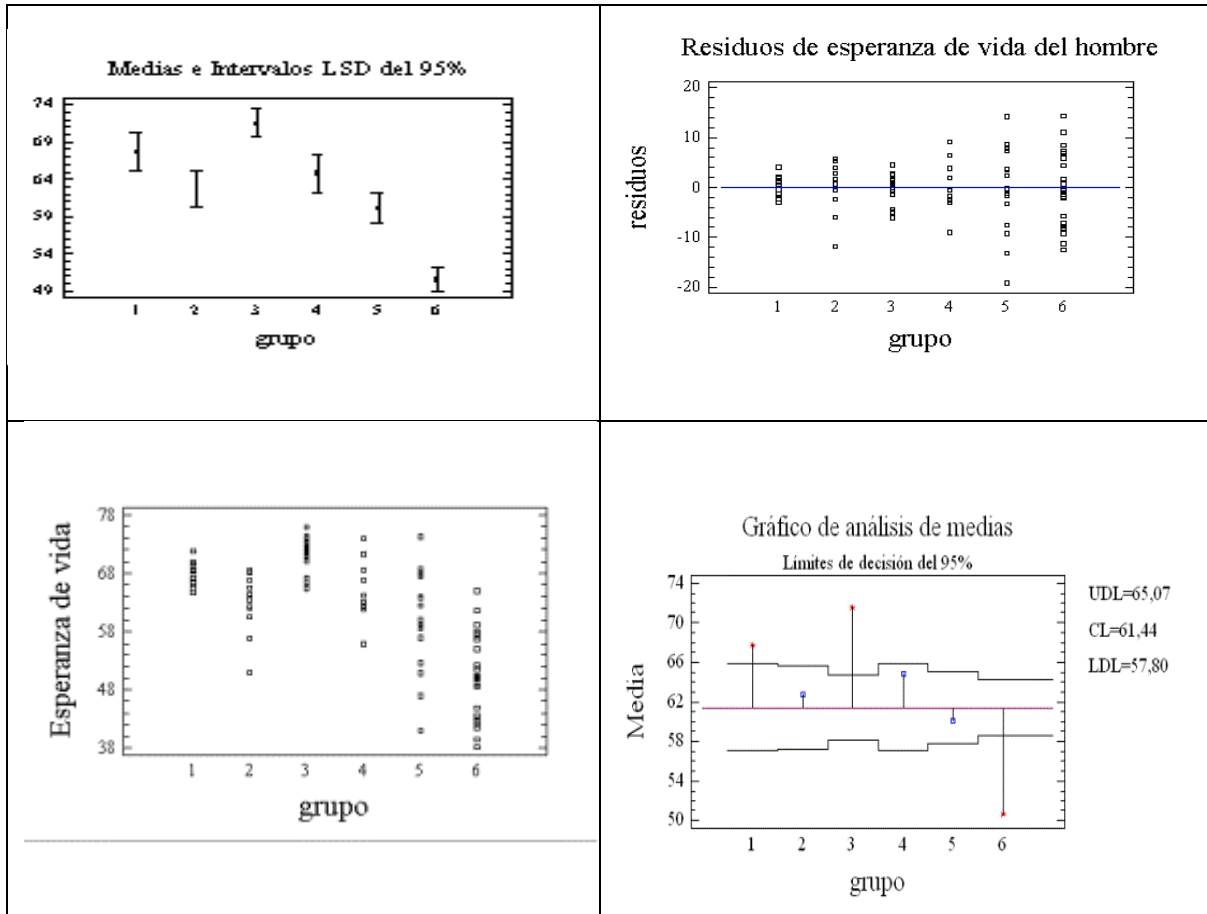 Medias e Intervalos LSD del 95%
74
69
64
59
54
49
1 2 3 4 5 6
grupo
Residuos de esperanza de vida del hombre
residuos
20
10
0
-10
-20
1 2 3 4 5 6
grupo
Esperanza de vida
78
68
58
48
38
1 2 3 4 5 6
grupo
Gráfico de análisis de medias
Límites de decisión del 95%
Media
74
70
66
62
58
54
50
1 2 3 4 5 6
grupo
UDL=65,07
CL=61,44
LDL=57,80